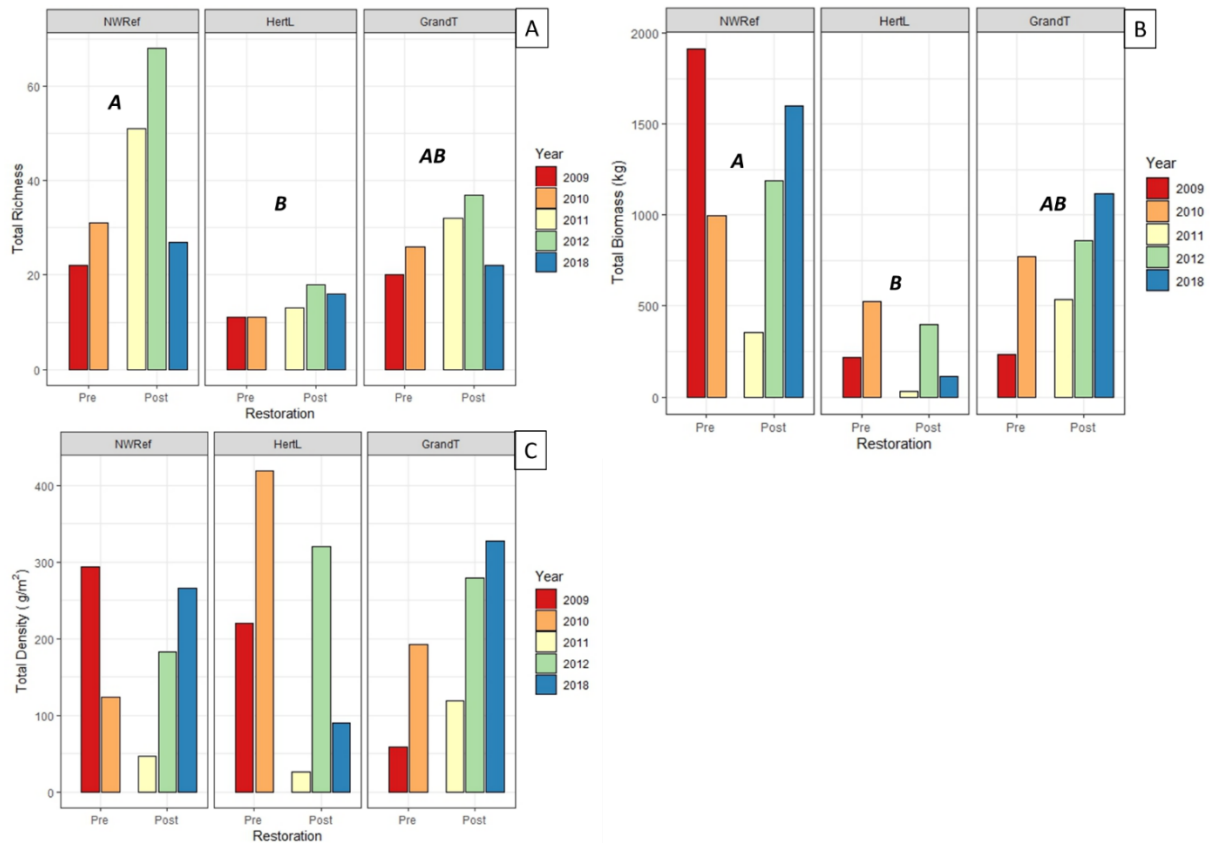 NWRef HertL GrandT
A
Total Richness
60
40
20
0
A
B
AB
Pre Post Pre Post Pre Post
Restoration
Year
2009
2010
2011
2012
2018
NWRef HertL GrandT
B
Total Biomass (kg)
2000
1500
1000
500
0
A
B
AB
Pre Post Pre Post Pre Post
Restoration
Year
2009
2010
2011
2012
2018
NWRef HertL GrandT
C
Total Density ( g/m²)
400
300
200
100
0
Pre Post Pre Post Pre Post
Restoration
Year
2009
2010
2011
2012
2018